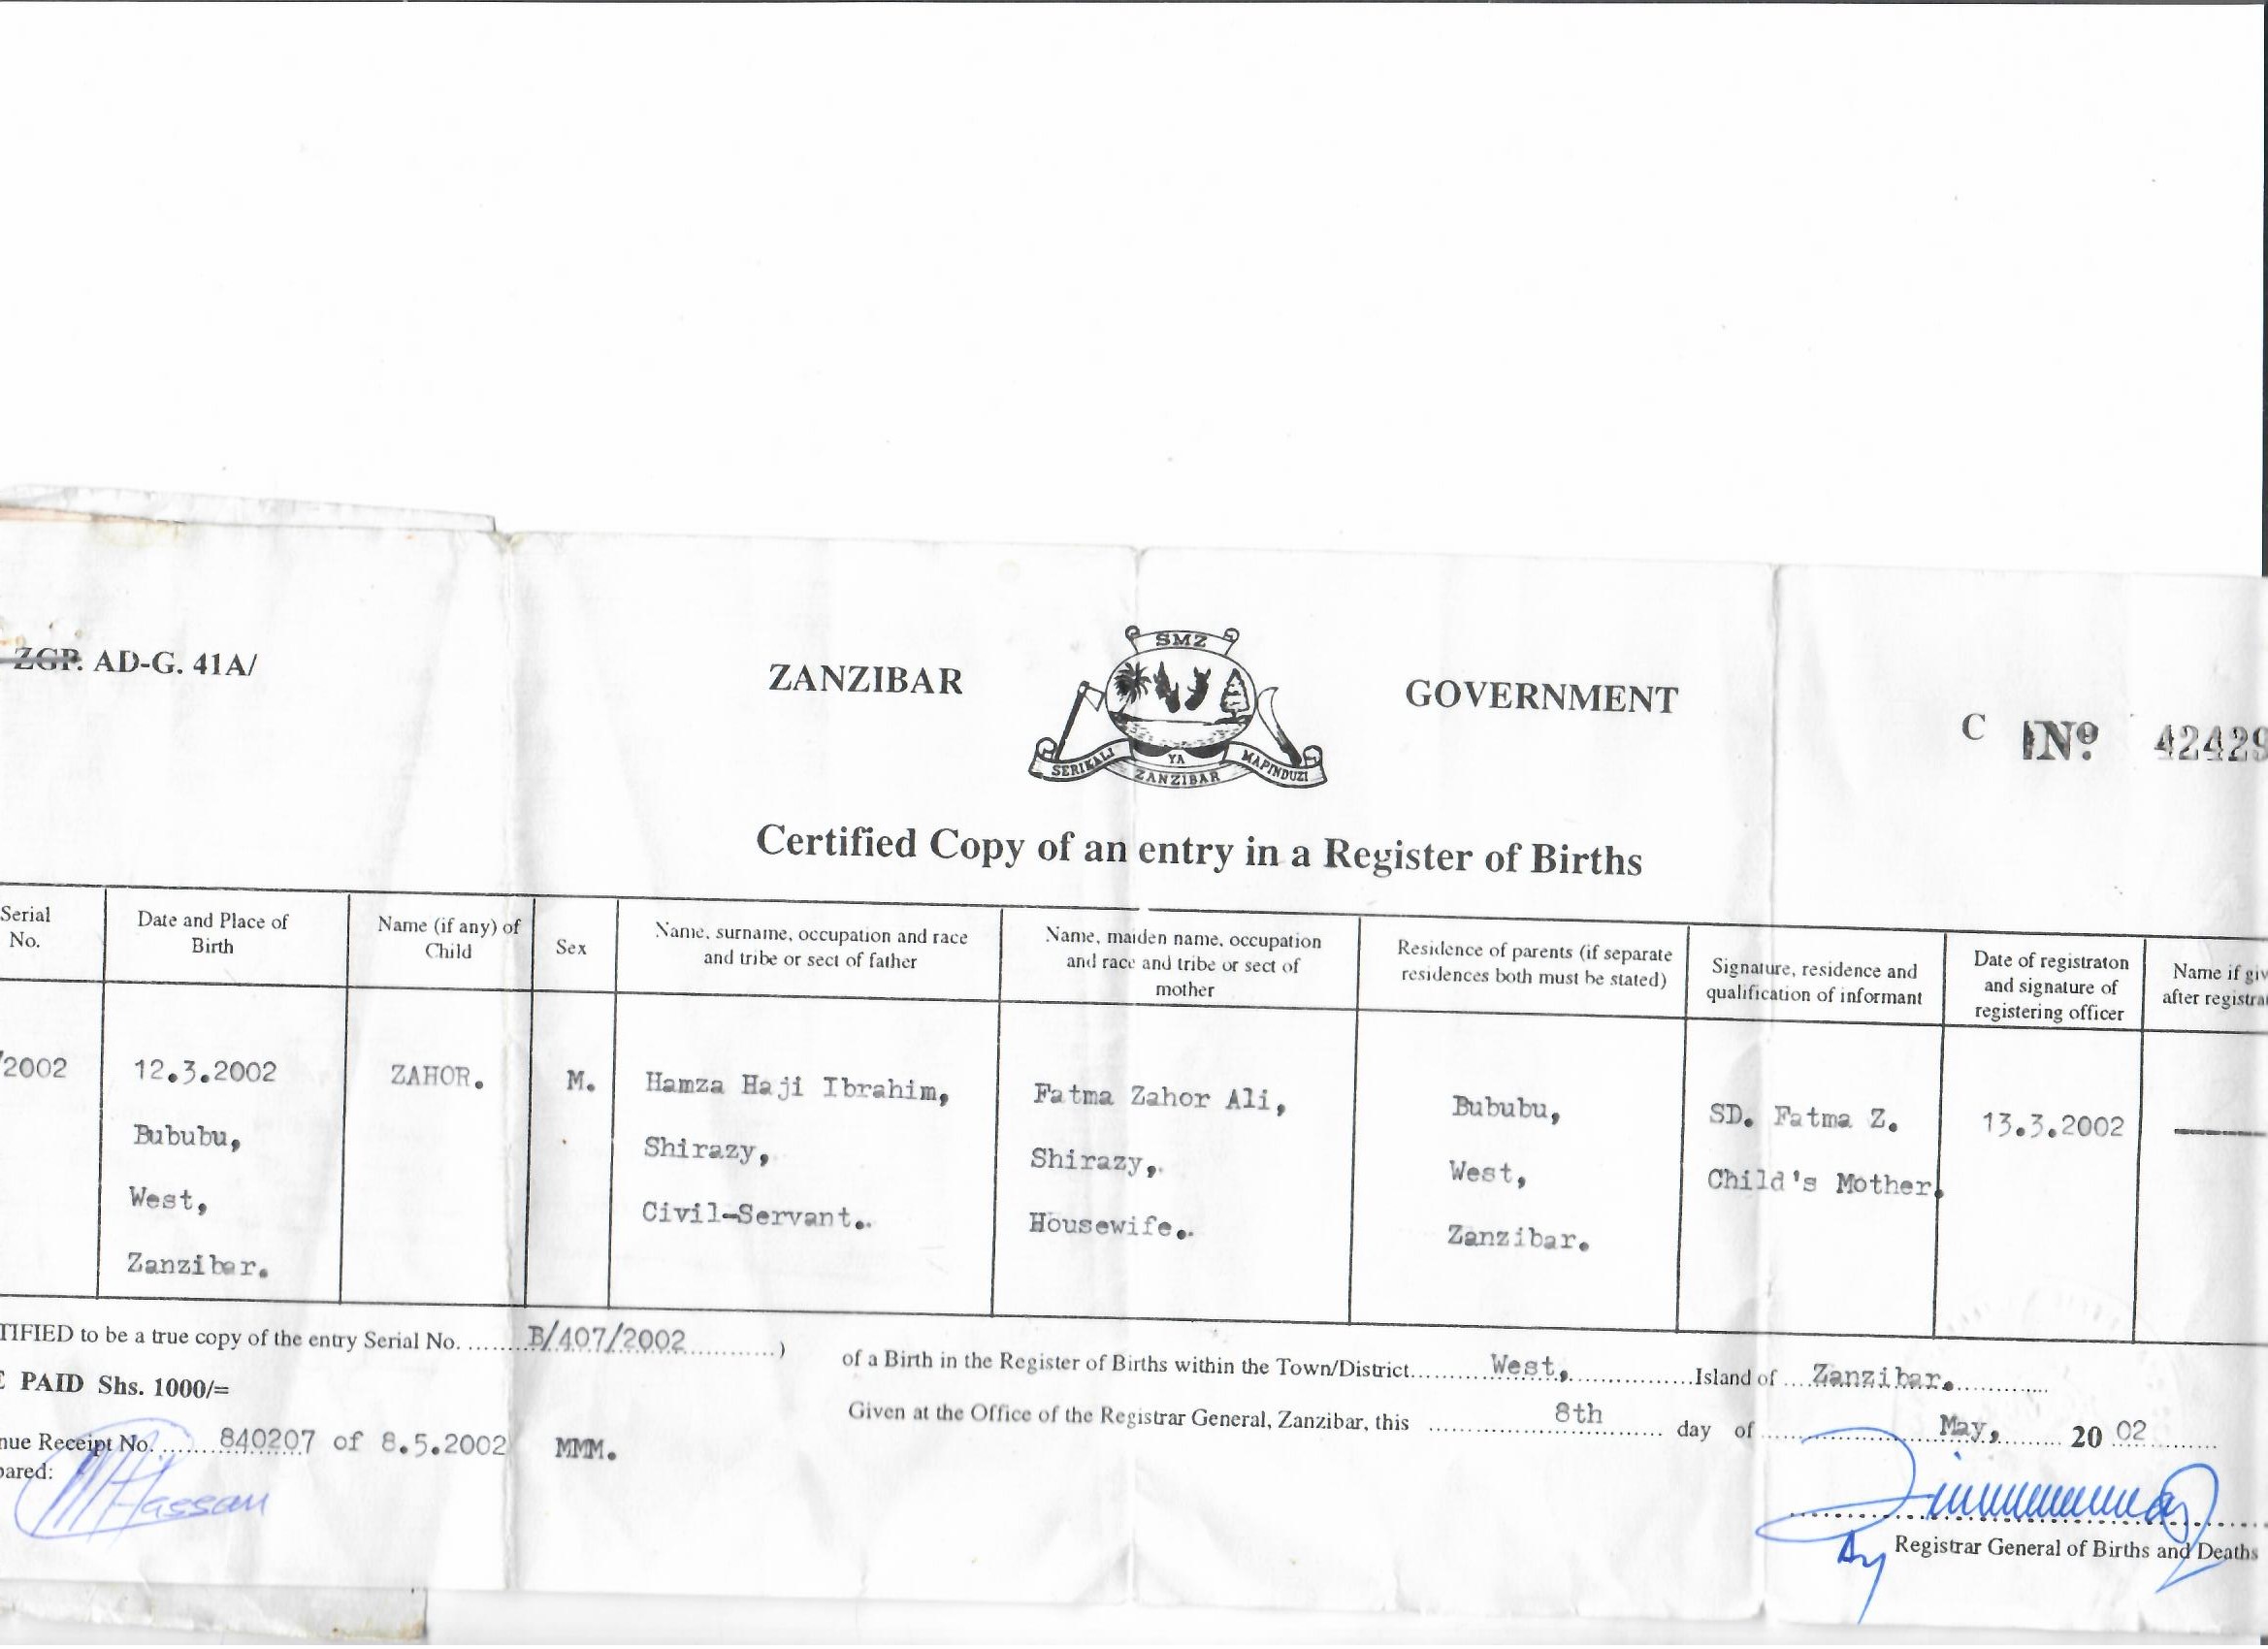 ZGP. AD-G. 41A/
ZANZIBAR
GOVERNMENT
SMZ
SERIKALI YA MAPINDUZI
ZANZIBAR
C No. 42429
Certified Copy of an entry in a Register of Births
Serial
No.
Date and Place of
Birth
Name (if any) of
Child
Sex
Name, surname, occupation and race
and tribe or sect of father
Name, maiden name, occupation
and race and tribe or sect of
mother
Residence of parents (if separate
residences both must be stated)
Signature, residence and
qualification of informant
Date of registraton
and signature of
registering officer
Name if giv
after registra
/2002
12.3.2002
Bububu,
West,
Zanzibar.
ZAHOR.
M.
Hamza Haji Ibrahim,
Shirazy,
Civil-Servant.
Fatma Zahor Ali,
Shirazy,
Housewife.
Bububu,
West,
Zanzibar.
SD. Fatma Z.
Child's Mother.
13.3.2002
TIFIED to be a true copy of the entry Serial No. B/407/2002 )
of a Birth in the Register of Births within the Town/District West, Island of Zanzibar.
E PAID Shs. 1000/=
Given at the Office of the Registrar General, Zanzibar, this 8th day of May, 20 02
nue Receipt No. 840207 of 8.5.2002 MMM.
pared:
Hassan
Registrar General of Births and Deaths